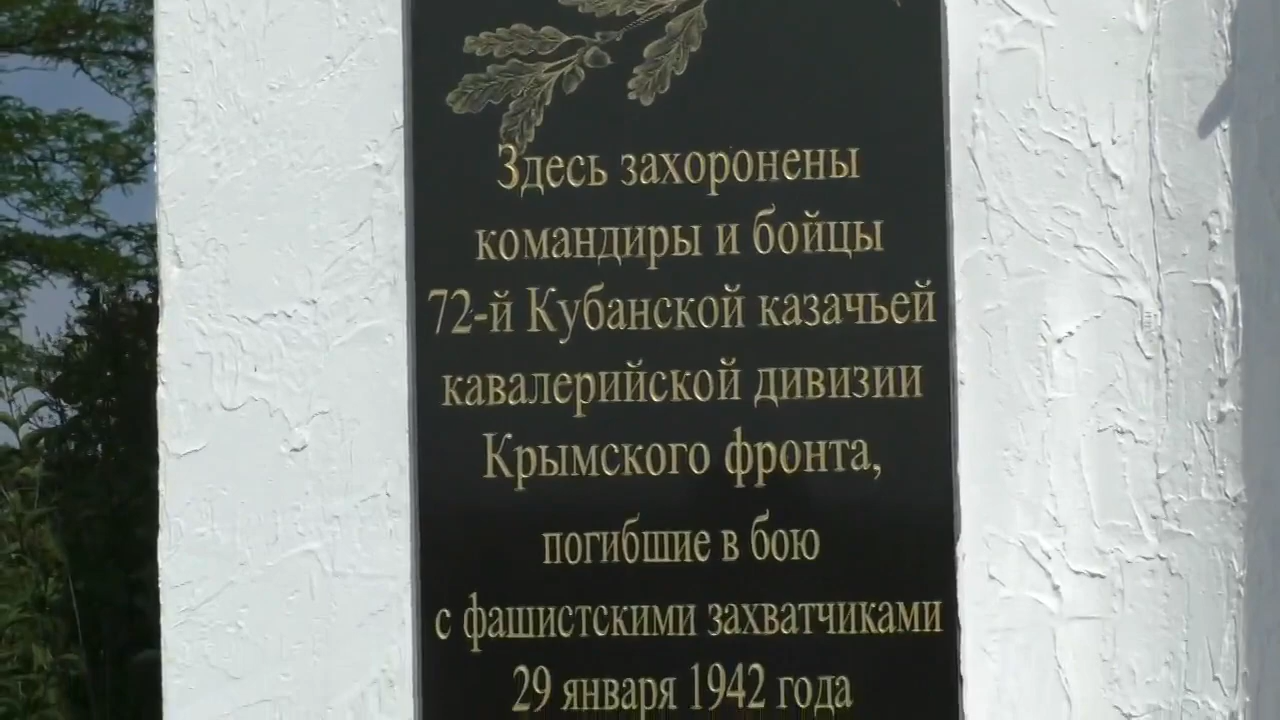 Здесь захоронены
командиры и бойцы
72-й Кубанской казачьей
кавалерийской дивизии
Крымского фронта,
погибшие в бою
с фашистскими захватчиками
29 января 1942 года